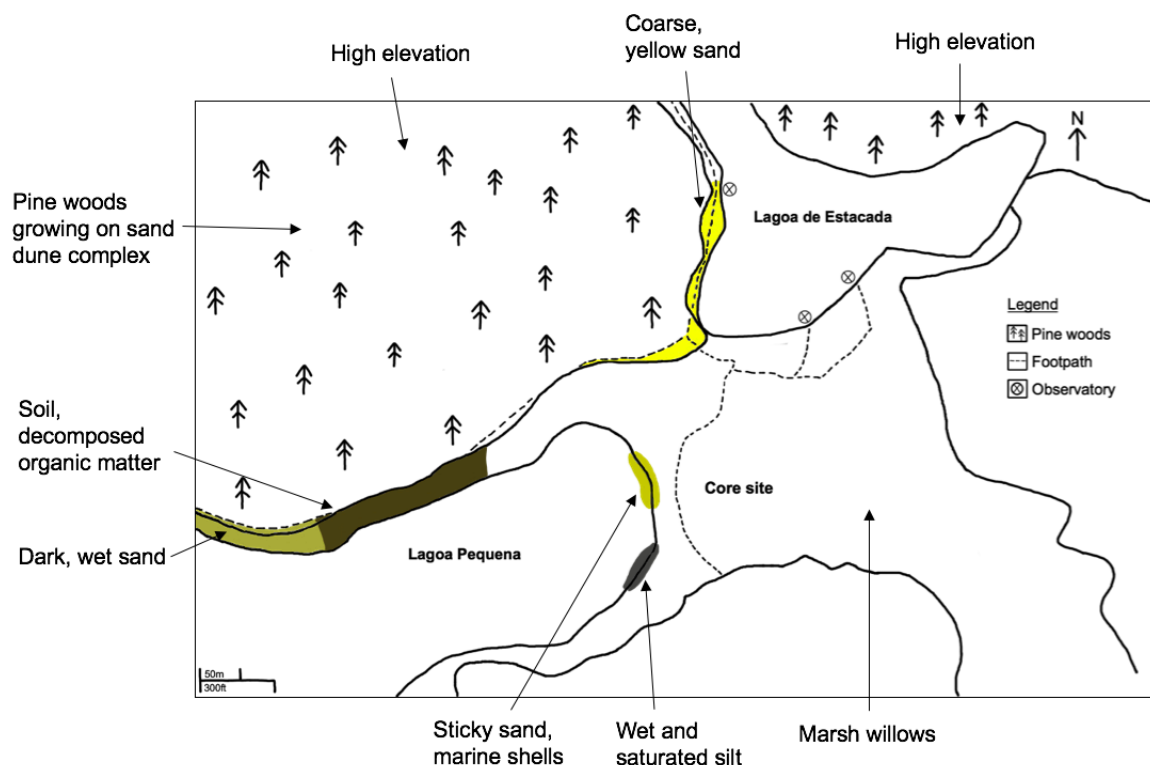 High elevation
Coarse,
yellow sand
High elevation
N
Pine woods
growing on sand
dune complex
Lagoa de Estacada
Legend
Pine woods
Footpath
Observatory
Soil,
decomposed
organic matter
Core site
Dark, wet sand
Lagoa Pequena
50m
300ft
Sticky sand,
marine shells
Wet and
saturated silt
Marsh willows